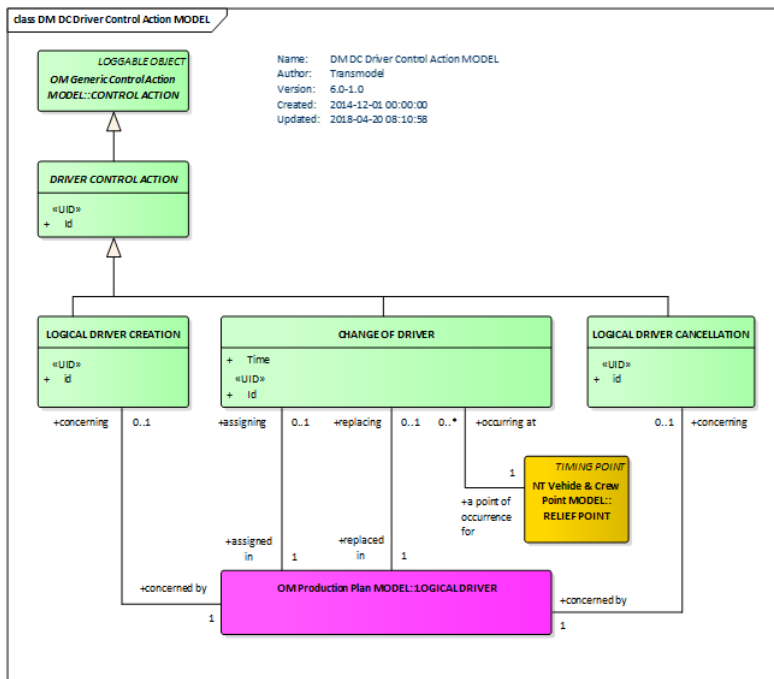 class DM DC Driver Control Action MODEL
LOGGABLE OBJECT
OM Generic Control Action
MODEL::CONTROL ACTION
Name: DM DC Driver Control Action MODEL
Author: Transmodel
Version: 6.0-1.0
Created: 2014-12-01 00:00:00
Updated: 2018-04-20 08:10:58
DRIVER CONTROL ACTION
«UID»
+ Id
LOGICAL DRIVER CREATION
«UID»
+ id
CHANGE OF DRIVER
+ Time
«UID»
+ Id
LOGICAL DRIVER CANCELLATION
«UID»
+ id
+concerning 0..1
+assigning 0..1
+replacing 0..1
0..* +occurring at
0..1 +concerning
TIMING POINT
NT Vehicle & Crew
Point MODEL::
RELIEF POINT
1
+a point of
occurrence
for
+assigned
in 1
+replaced
in 1
+concerned by
1
OM Production Plan MODEL::LOGICAL DRIVER
+concerned by
1